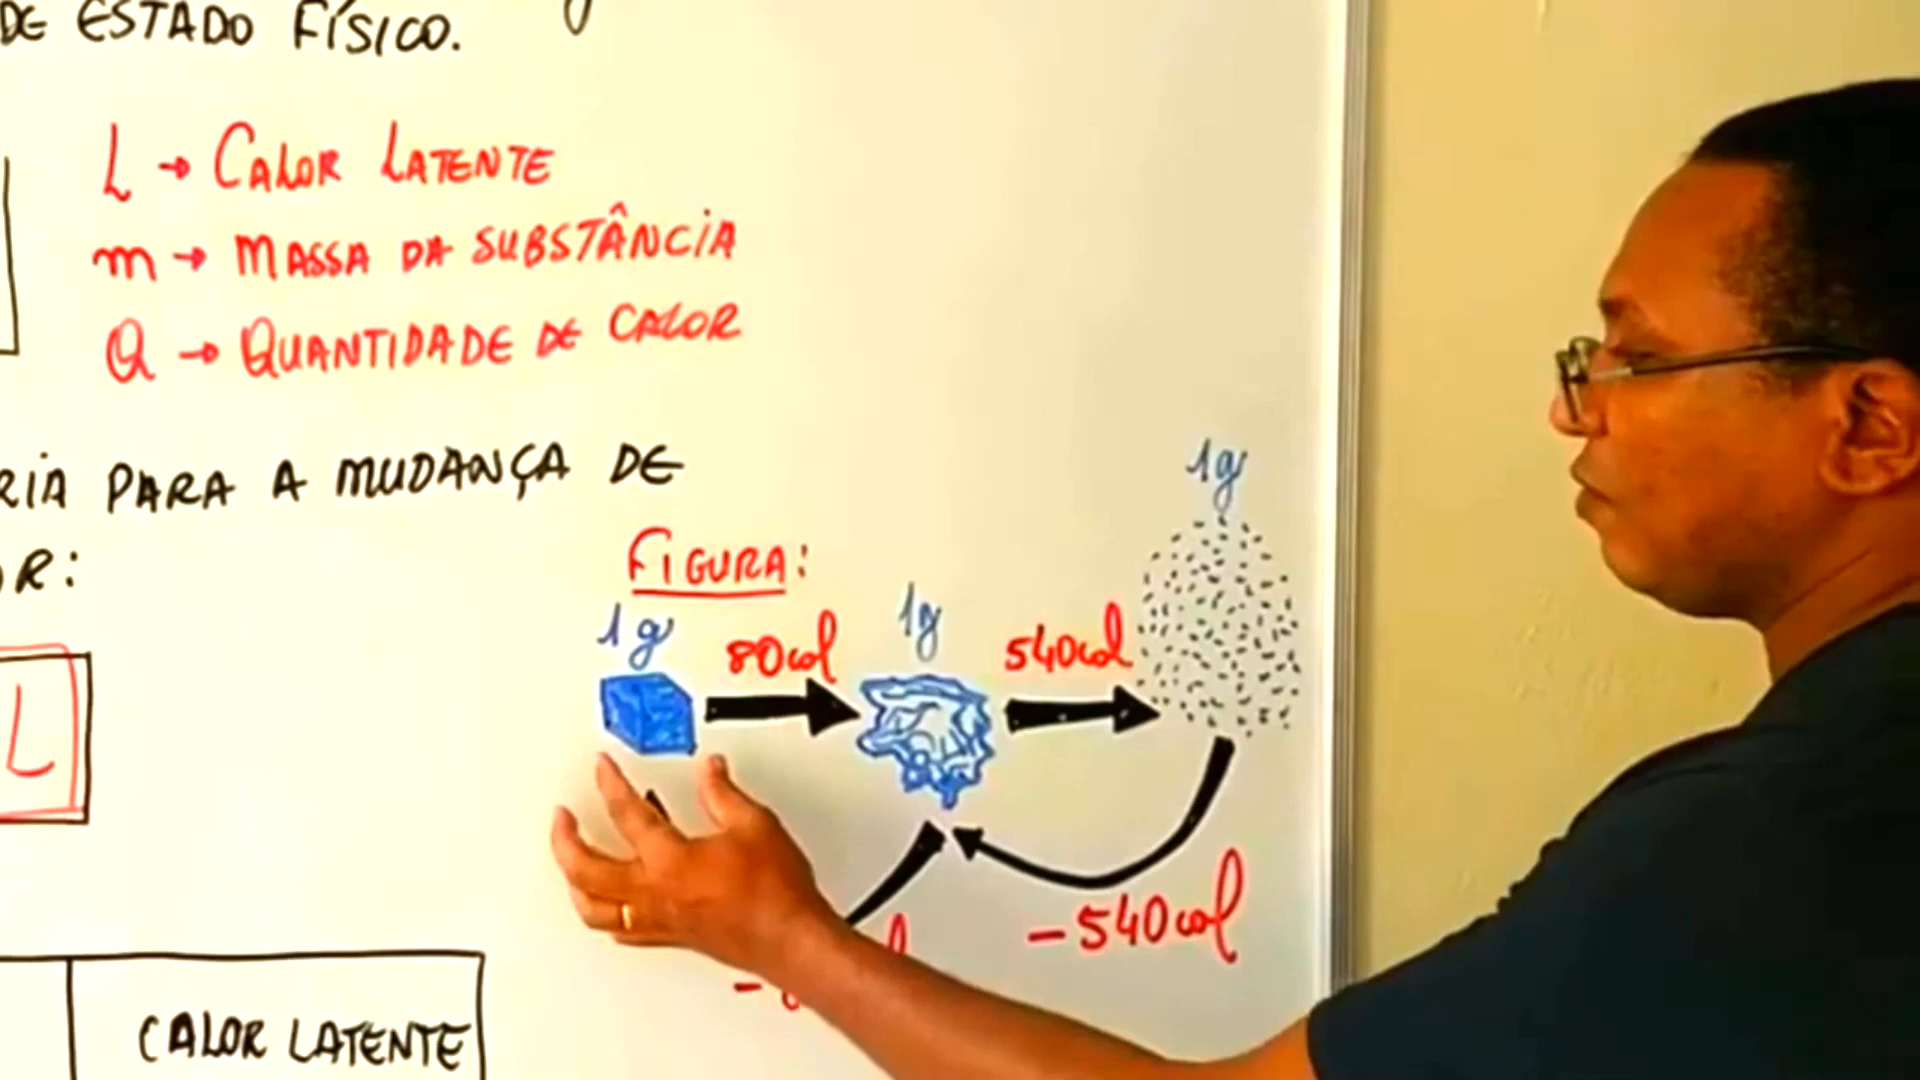 DE ESTADO FÍSICO.
L → CALOR LATENTE
m → MASSA DA SUBSTÂNCIA
Q → QUANTIDADE DE CALOR
PARA A MUDANÇA DE
FIGURA:
1g
1g
1g
80cal
540cal
L
-540cal
CALOR LATENTE